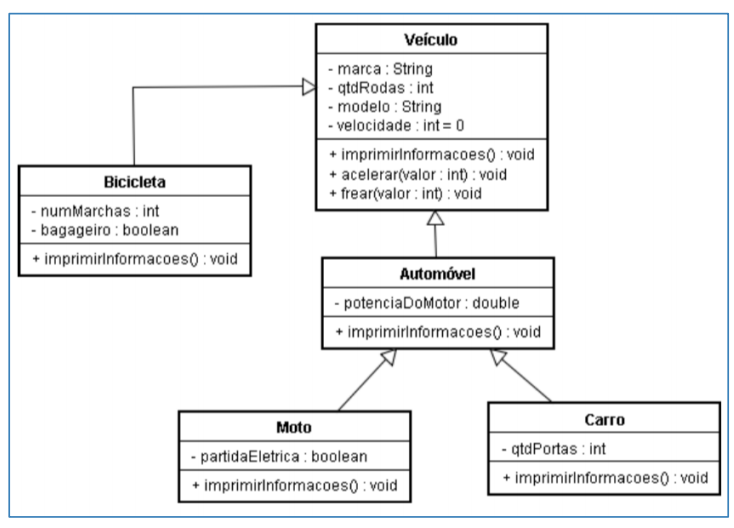 Veículo
- marca : String
- qtdRodas : int
- modelo : String
- velocidade : int = 0
+ imprimirInformacoes() : void
+ acelerar(valor : int) : void
+ frear(valor : int) : void
Bicicleta
- numMarchas : int
- bagageiro : boolean
+ imprimirInformacoes() : void
Automóvel
- potenciaDoMotor : double
+ imprimirInformacoes() : void
Moto
- partidaEletrica : boolean
+ imprimirInformacoes() : void
Carro
- qtdPortas : int
+ imprimirInformacoes() : void